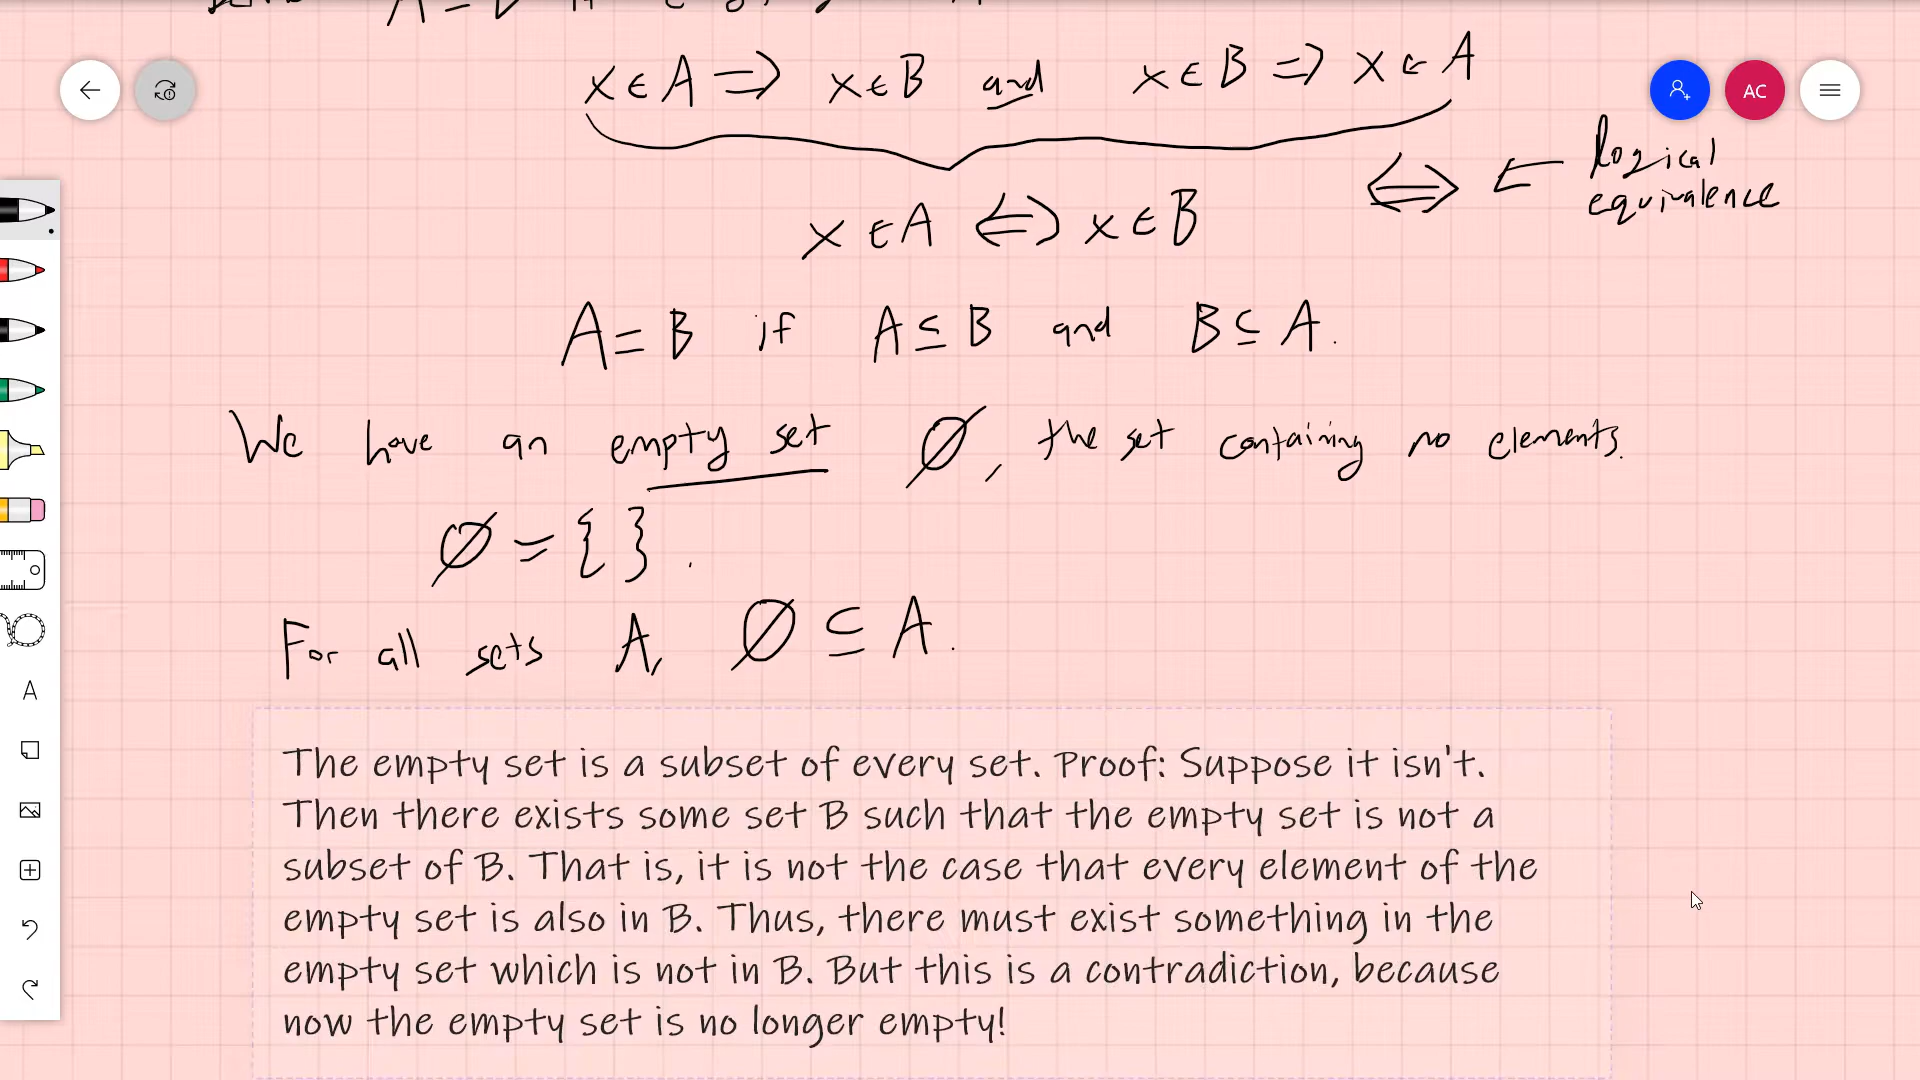 x ∈ A ⇒ x ∈ B and x ∈ B ⇒ x ∈ A
AC
⇔ ← logical equivalence
x ∈ A ⇔ x ∈ B
A = B if A ⊆ B and B ⊆ A.
We have an empty set ∅, the set containing no elements.
∅ = { } .
For all sets A, ∅ ⊆ A.
A
The empty set is a subset of every set. Proof: Suppose it isn't.
Then there exists some set B such that the empty set is not a
subset of B. That is, it is not the case that every element of the
empty set is also in B. Thus, there must exist something in the
empty set which is not in B. But this is a contradiction, because
now the empty set is no longer empty!